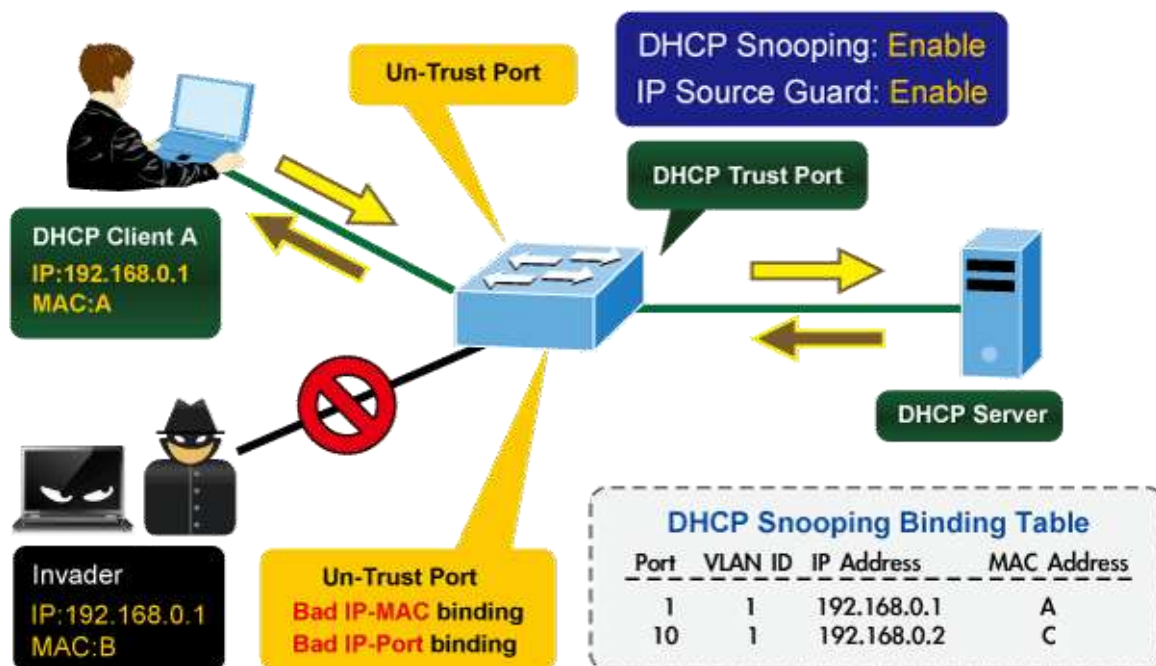 Un-Trust Port
DHCP Snooping: Enable
IP Source Guard: Enable
DHCP Trust Port
DHCP Client A
IP:192.168.0.1
MAC:A
DHCP Server
Invader
IP:192.168.0.1
MAC:B
Un-Trust Port
Bad IP-MAC binding
Bad IP-Port binding
DHCP Snooping Binding Table
Port VLAN ID IP Address MAC Address
1 1 192.168.0.1 A
10 1 192.168.0.2 C